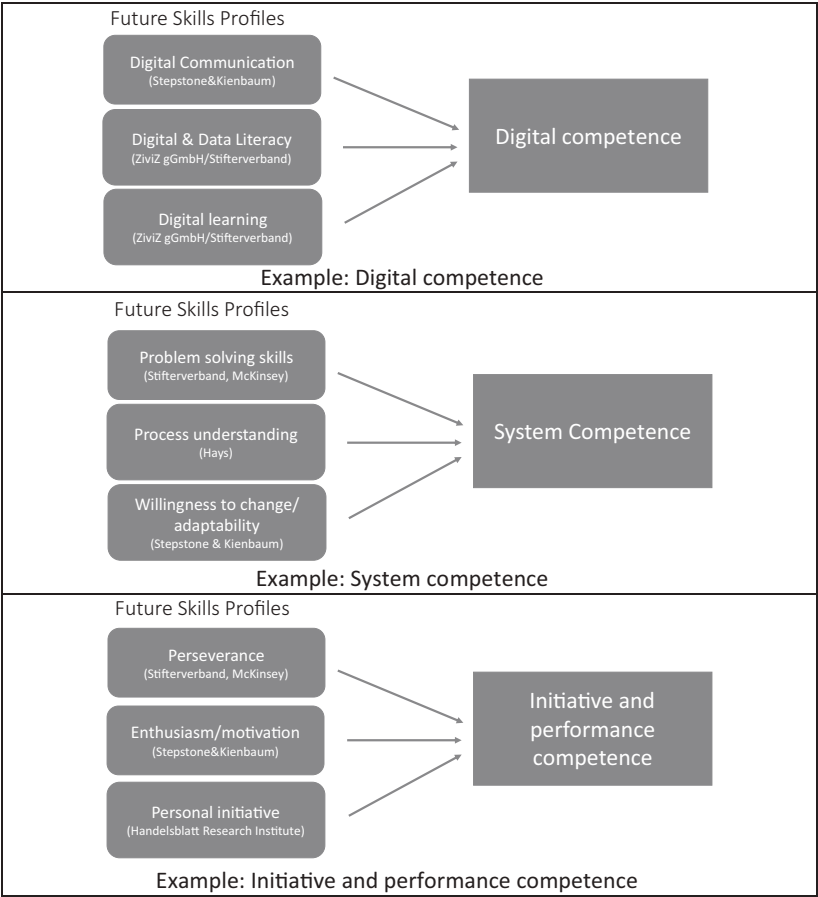 Future Skills Profiles
Digital Communication
(Stepstone&Kienbaum)
Digital & Data Literacy
(ZiviZ gGmbH/Stifterverband)
Digital learning
(ZiviZ gGmbH/Stifterverband)
Digital competence
Example: Digital competence
Future Skills Profiles
Problem solving skills
(Stifterverband, McKinsey)
Process understanding
(Hays)
Willingness to change/
adaptability
(Stepstone & Kienbaum)
System Competence
Example: System competence
Future Skills Profiles
Perseverance
(Stifterverband, McKinsey)
Enthusiasm/motivation
(Stepstone&Kienbaum)
Personal initiative
(Handelsblatt Research Institute)
Initiative and
performance
competence
Example: Initiative and performance competence